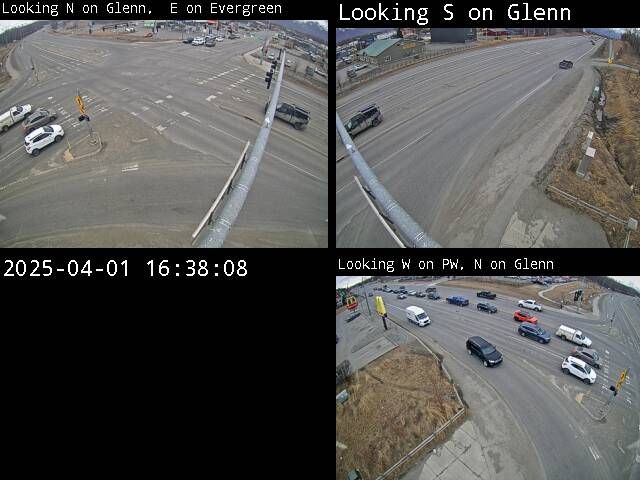 Looking N on Glenn, E on Evergreen
Looking S on Glenn
2025-04-01 16:38:08
Looking W on PW, N on Glenn